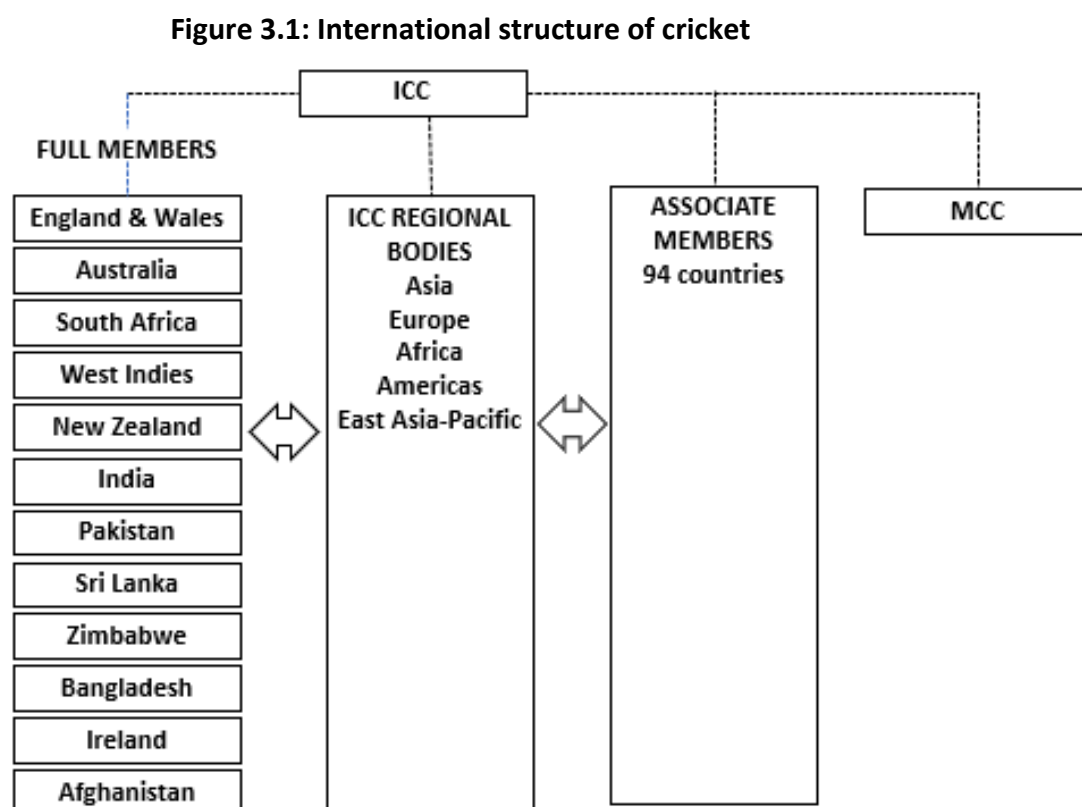 Figure 3.1: International structure of cricket
ICC
FULL MEMBERS
England & Wales
Australia
South Africa
West Indies
New Zealand
India
Pakistan
Sri Lanka
Zimbabwe
Bangladesh
Ireland
Afghanistan
ICC REGIONAL
BODIES
Asia
Europe
Africa
Americas
East Asia-Pacific
ASSOCIATE
MEMBERS
94 countries
MCC